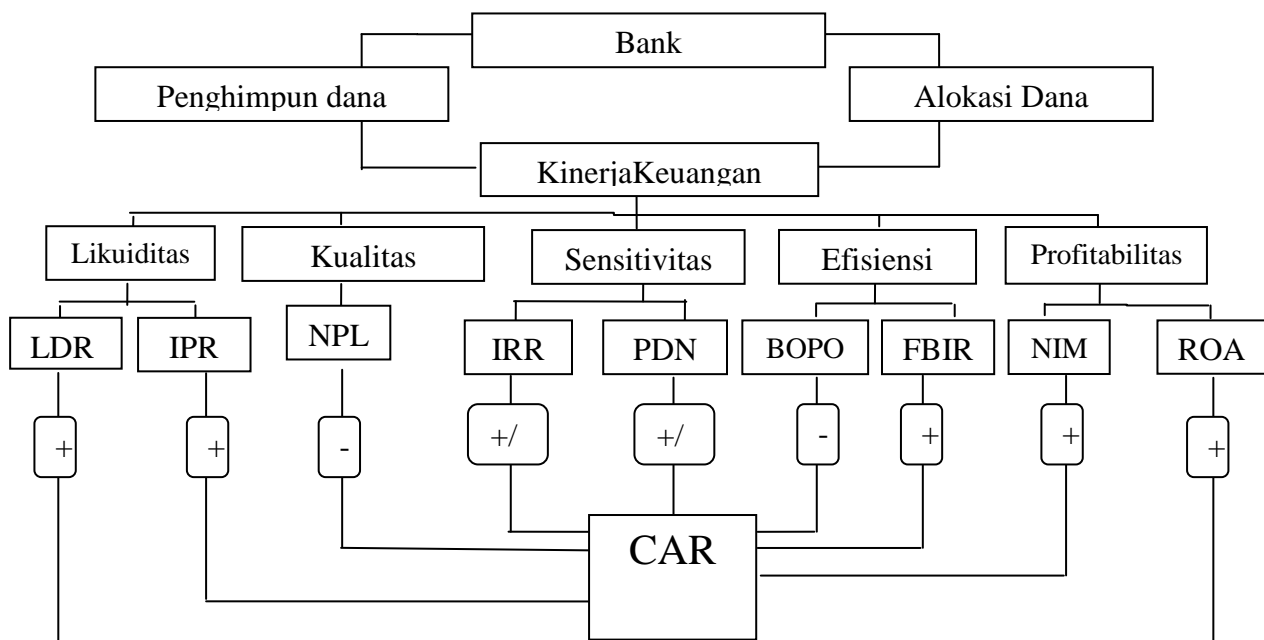 Bank
Penghimpun dana
Alokasi Dana
KinerjaKeuangan
Likuiditas
Kualitas
Sensitivitas
Efisiensi
Profitabilitas
LDR
IPR
NPL
IRR
PDN
BOPO
FBIR
NIM
ROA
+
+
-
+/
+/
-
+
+
+
CAR